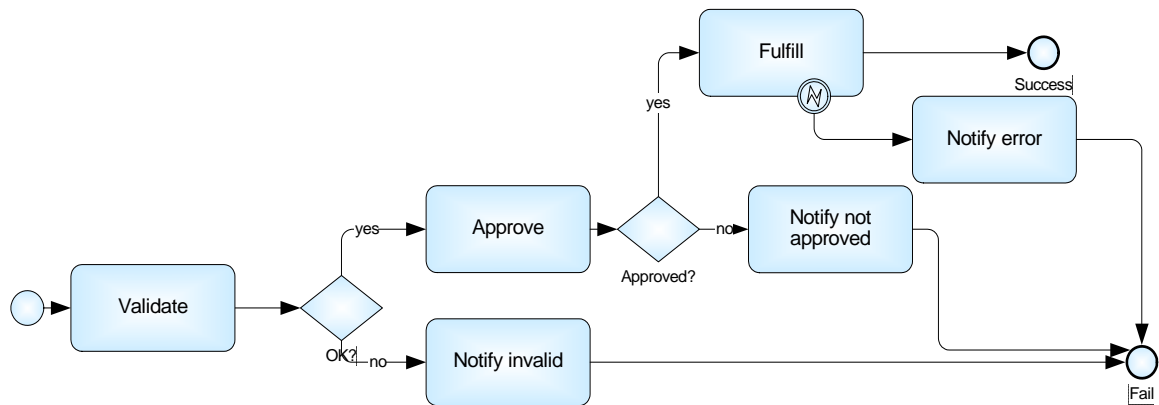 Fulfill
Success
yes
Notify error
Notify not
approved
yes
Approve
no
Approved?
Validate
OK?
no
Notify invalid
Fail